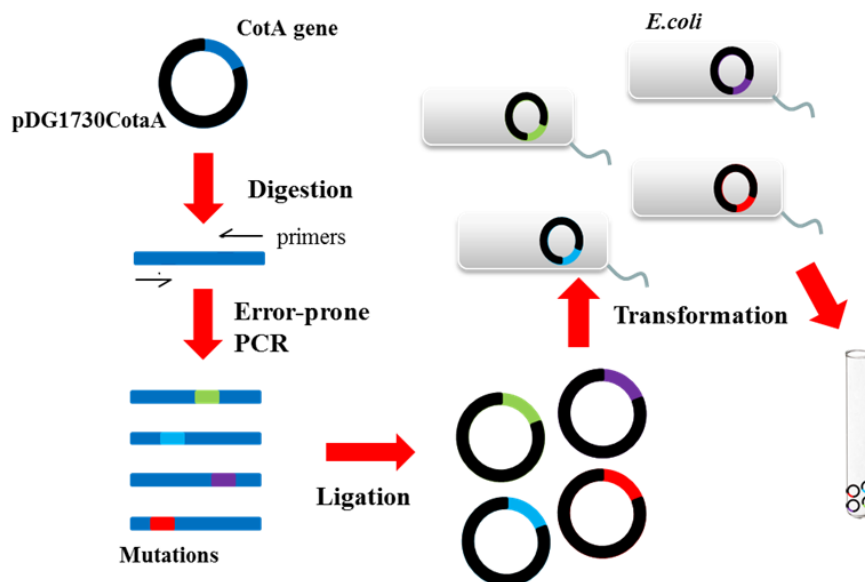 CotA gene
pDG1730CotaA
Digestion
primers
Error-prone
PCR
Mutations
Ligation
Transformation
E.coli